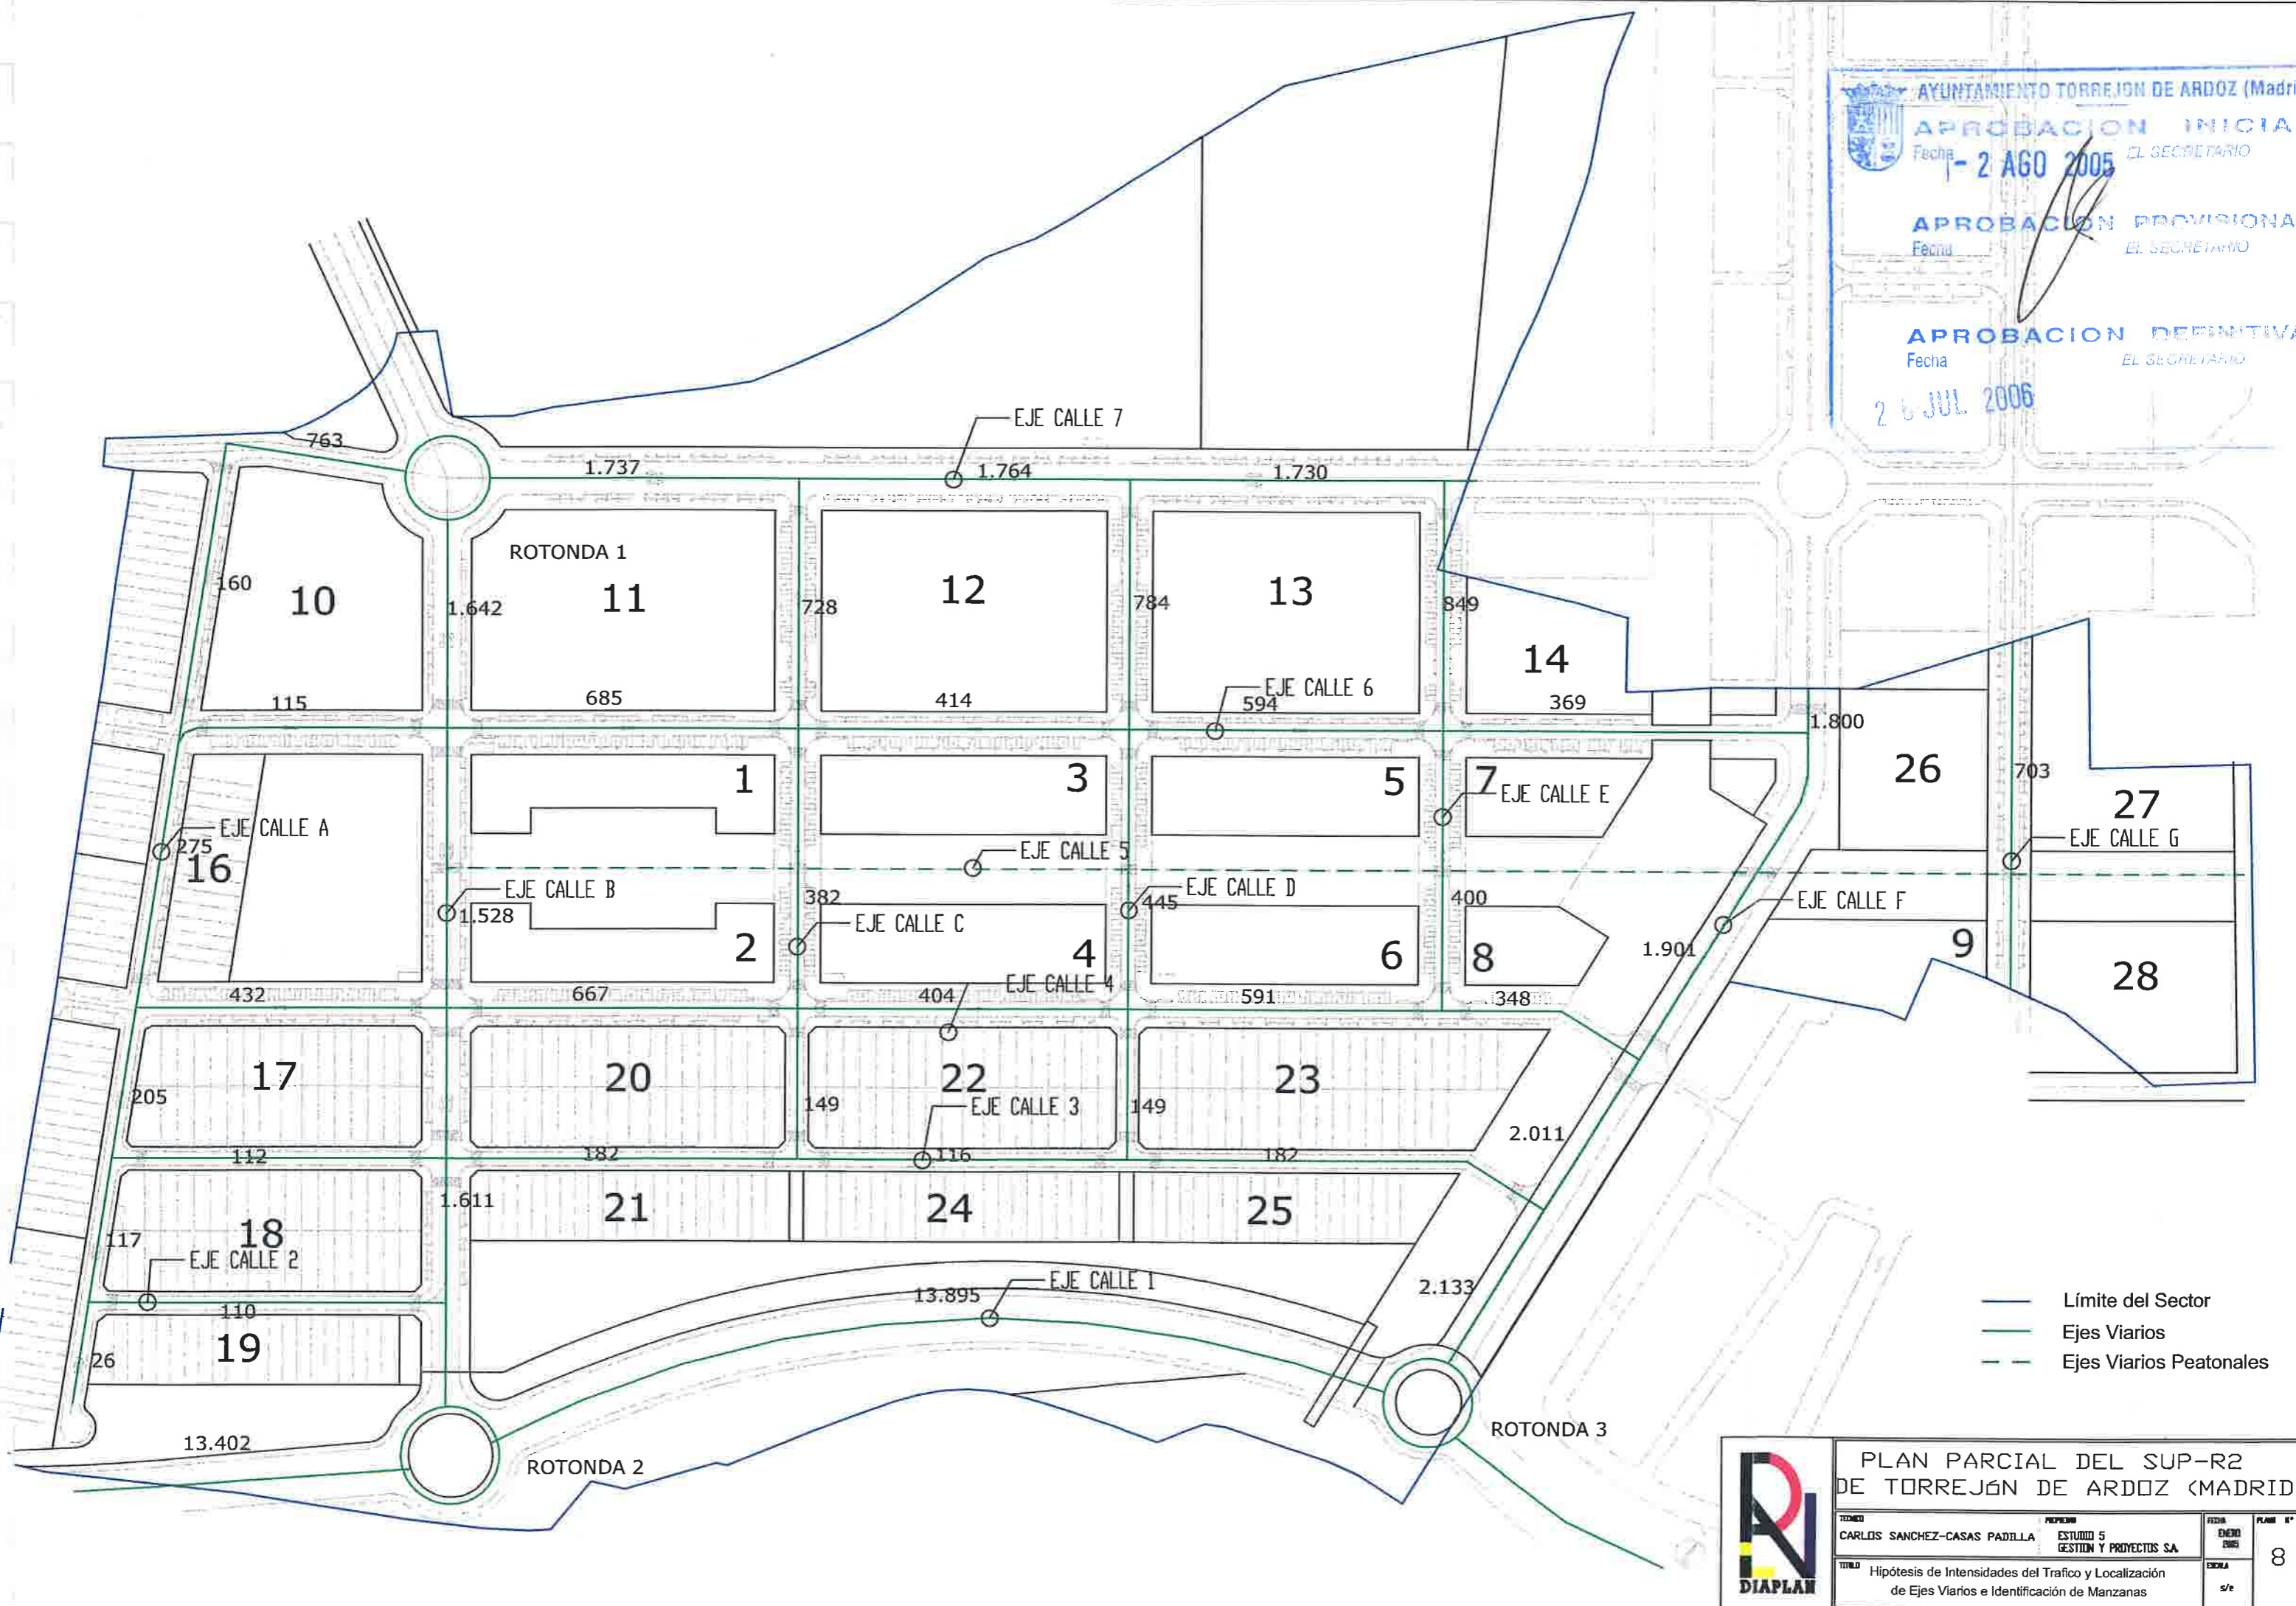 AYUNTAMIENTO TORREJON DE ARDOZ (Madri
APROBACION INICIA
Fecha - 2 AGO 2005 EL SECRETARIO
APROBACION PROVISIONA
Fecha EL SECRETARIO
APROBACION DEFINITIVA
Fecha EL SECRETARIO
JUL 2006
763
EJE CALLE 7
1.737
1.764
1.730
ROTONDA 1
160
10
1.642
11
728
12
784
13
849
14
115
685
414
EJE CALLE 6
594
369
1.800
1
3
5
7
EJE CALLE E
26
703
27
EJE CALLE A
275
16
EJE CALLE 5
EJE CALLE G
EJE CALLE B
1.528
382
EJE CALLE C
EJE CALLE D
445
400
EJE CALLE F
2
4
6
8
1.901
9
28
432
667
404
EJE CALLE 4
591
348
17
20
22
23
205
149
EJE CALLE 3
149
2.011
112
182
116
182
1.611
21
24
25
117
18
EJE CALLE 2
110
13.895
EJE CALLE 1
2.133
26
19
13.402
ROTONDA 2
ROTONDA 3
Límite del Sector
Ejes Viarios
Ejes Viarios Peatonales
DIAPLAN
PLAN PARCIAL DEL SUP-R2
DE TORREJóN DE ARDOZ (MADRID
TECNICO
CARLOS SANCHEZ-CASAS PADILLA
ESTUDIO 5
GESTION Y PROYECTOS S.A.
FECHA
ENERO
2005
PLANO Nº
8
TITULO
Hipótesis de Intensidades del Trafico y Localización
de Ejes Viarios e Identificación de Manzanas
ESCALA
s/e